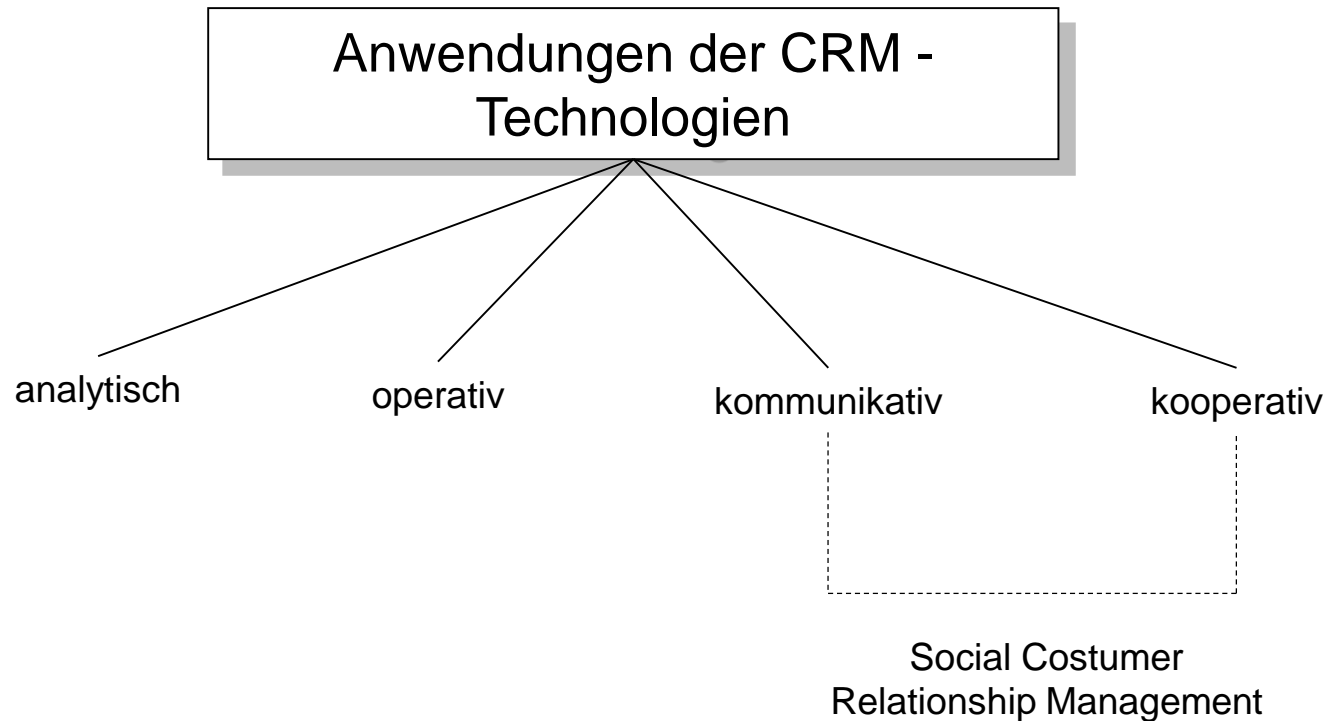 Anwendungen der CRM -
Technologien
analytisch
operativ
kommunikativ
kooperativ
Social Costumer
Relationship Management